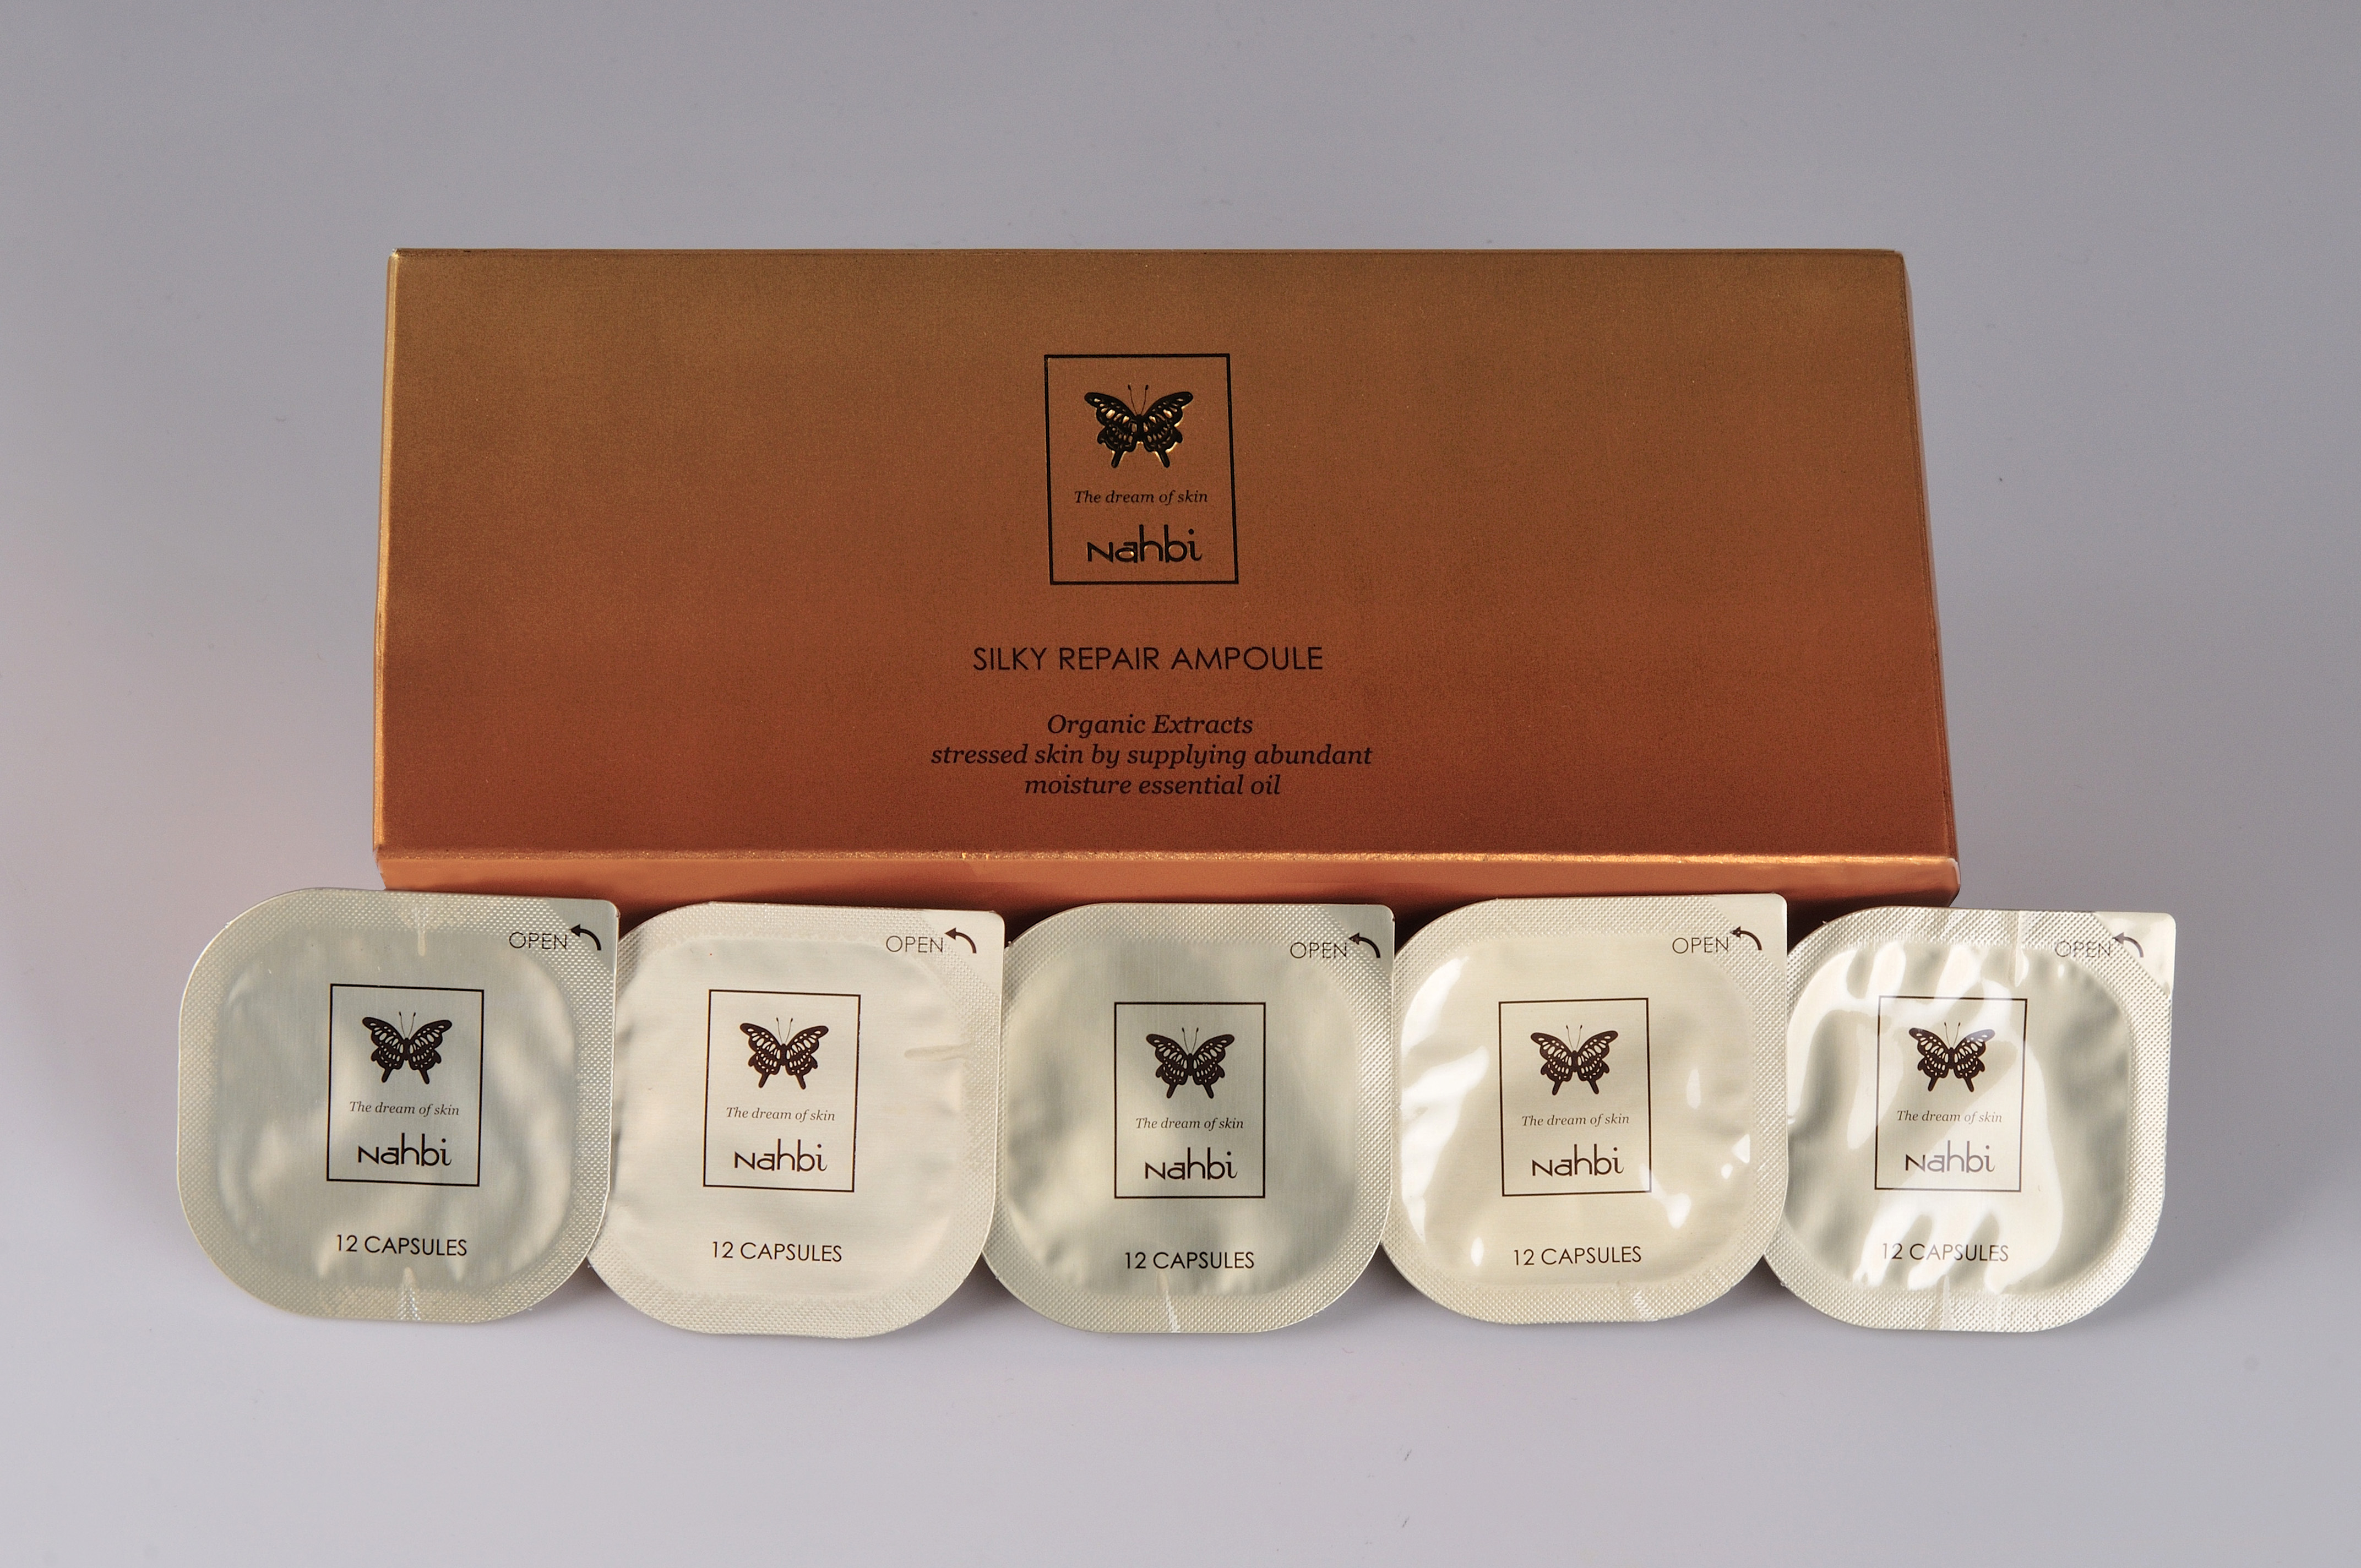 The dream of skin
Nahbi
SILKY REPAIR AMPOULE
Organic Extracts
stressed skin by supplying abundant
moisture essential oil
OPEN
The dream of skin
Nahbi
12 CAPSULES
OPEN
The dream of skin
Nahbi
12 CAPSULES
OPEN
The dream of skin
Nahbi
12 CAPSULES
OPEN
The dream of skin
Nahbi
12 CAPSULES
OPEN
The dream of skin
Nahbi
12 CAPSULES